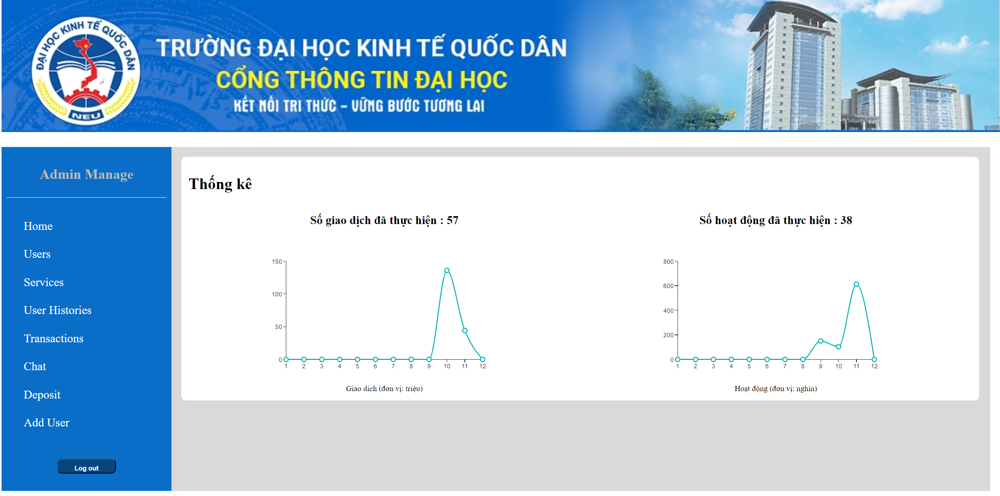 ĐẠI HỌC KINH TẾ QUỐC DÂN
NEU
TRƯỜNG ĐẠI HỌC KINH TẾ QUỐC DÂN
CỔNG THÔNG TIN ĐẠI HỌC
KẾT NỐI TRI THỨC – VỮNG BƯỚC TƯƠNG LAI
Admin Manage
Home
Users
Services
User Histories
Transactions
Chat
Deposit
Add User
Log out
Thống kê
Số giao dịch đã thực hiện : 57
150
100
50
0
1 2 3 4 5 6 7 8 9 10 11 12
Giao dich (đơn vị: triệu)
Số hoạt động đã thực hiện : 38
800
600
400
200
0
1 2 3 4 5 6 7 8 9 10 11 12
Hoạt động (đơn vị: nghìn)